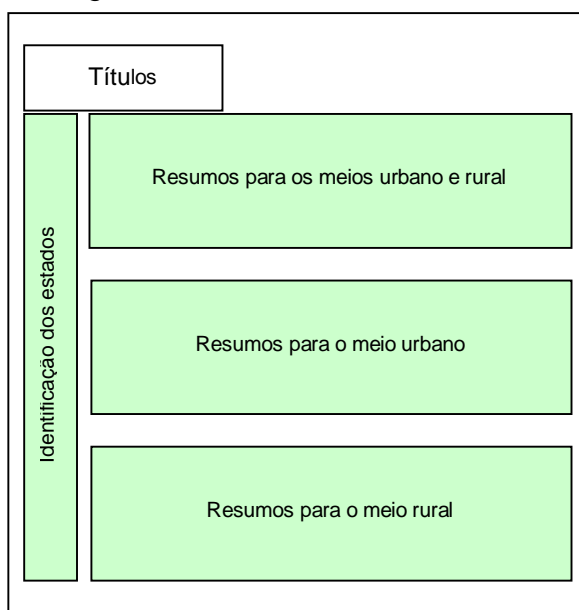 Títulos
Identificação dos estados
Resumos para os meios urbano e rural
Resumos para o meio urbano
Resumos para o meio rural